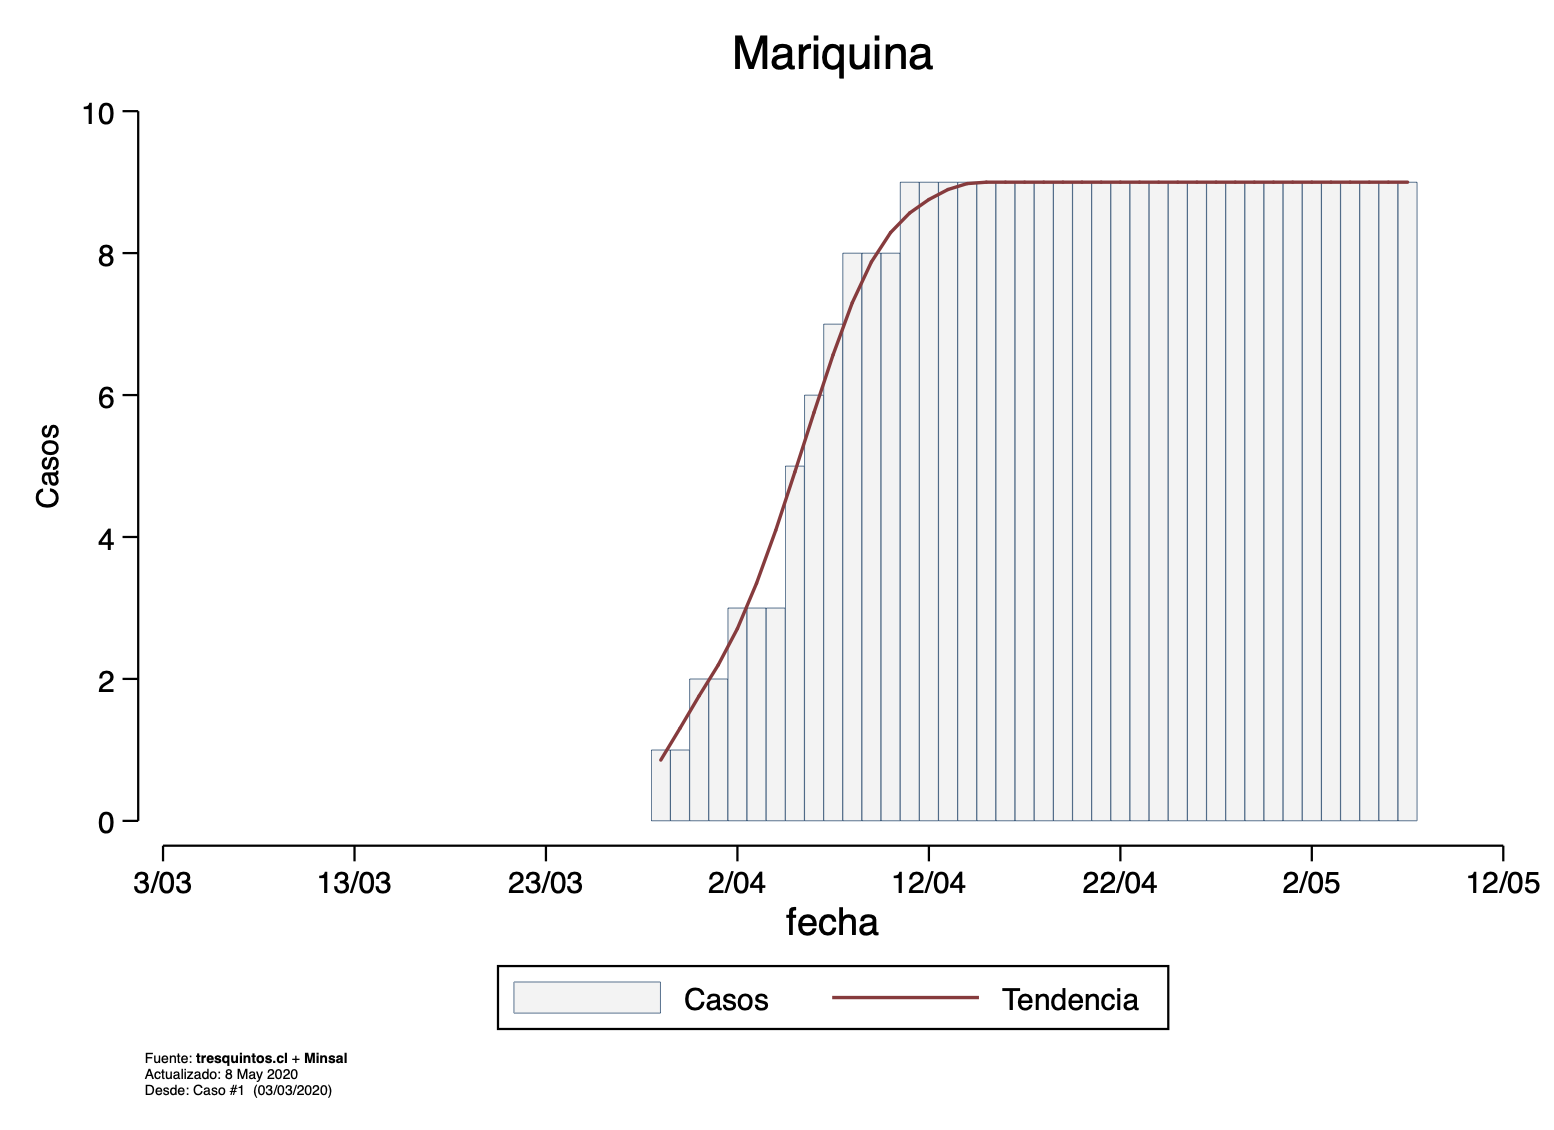 Mariquina
10
8
6
4
2
0
Casos
3/03 13/03 23/03 2/04 12/04 22/04 2/05 12/05
fecha
Casos Tendencia
Fuente: tresquintos.cl + Minsal
Actualizado: 8 May 2020
Desde: Caso #1 (03/03/2020)